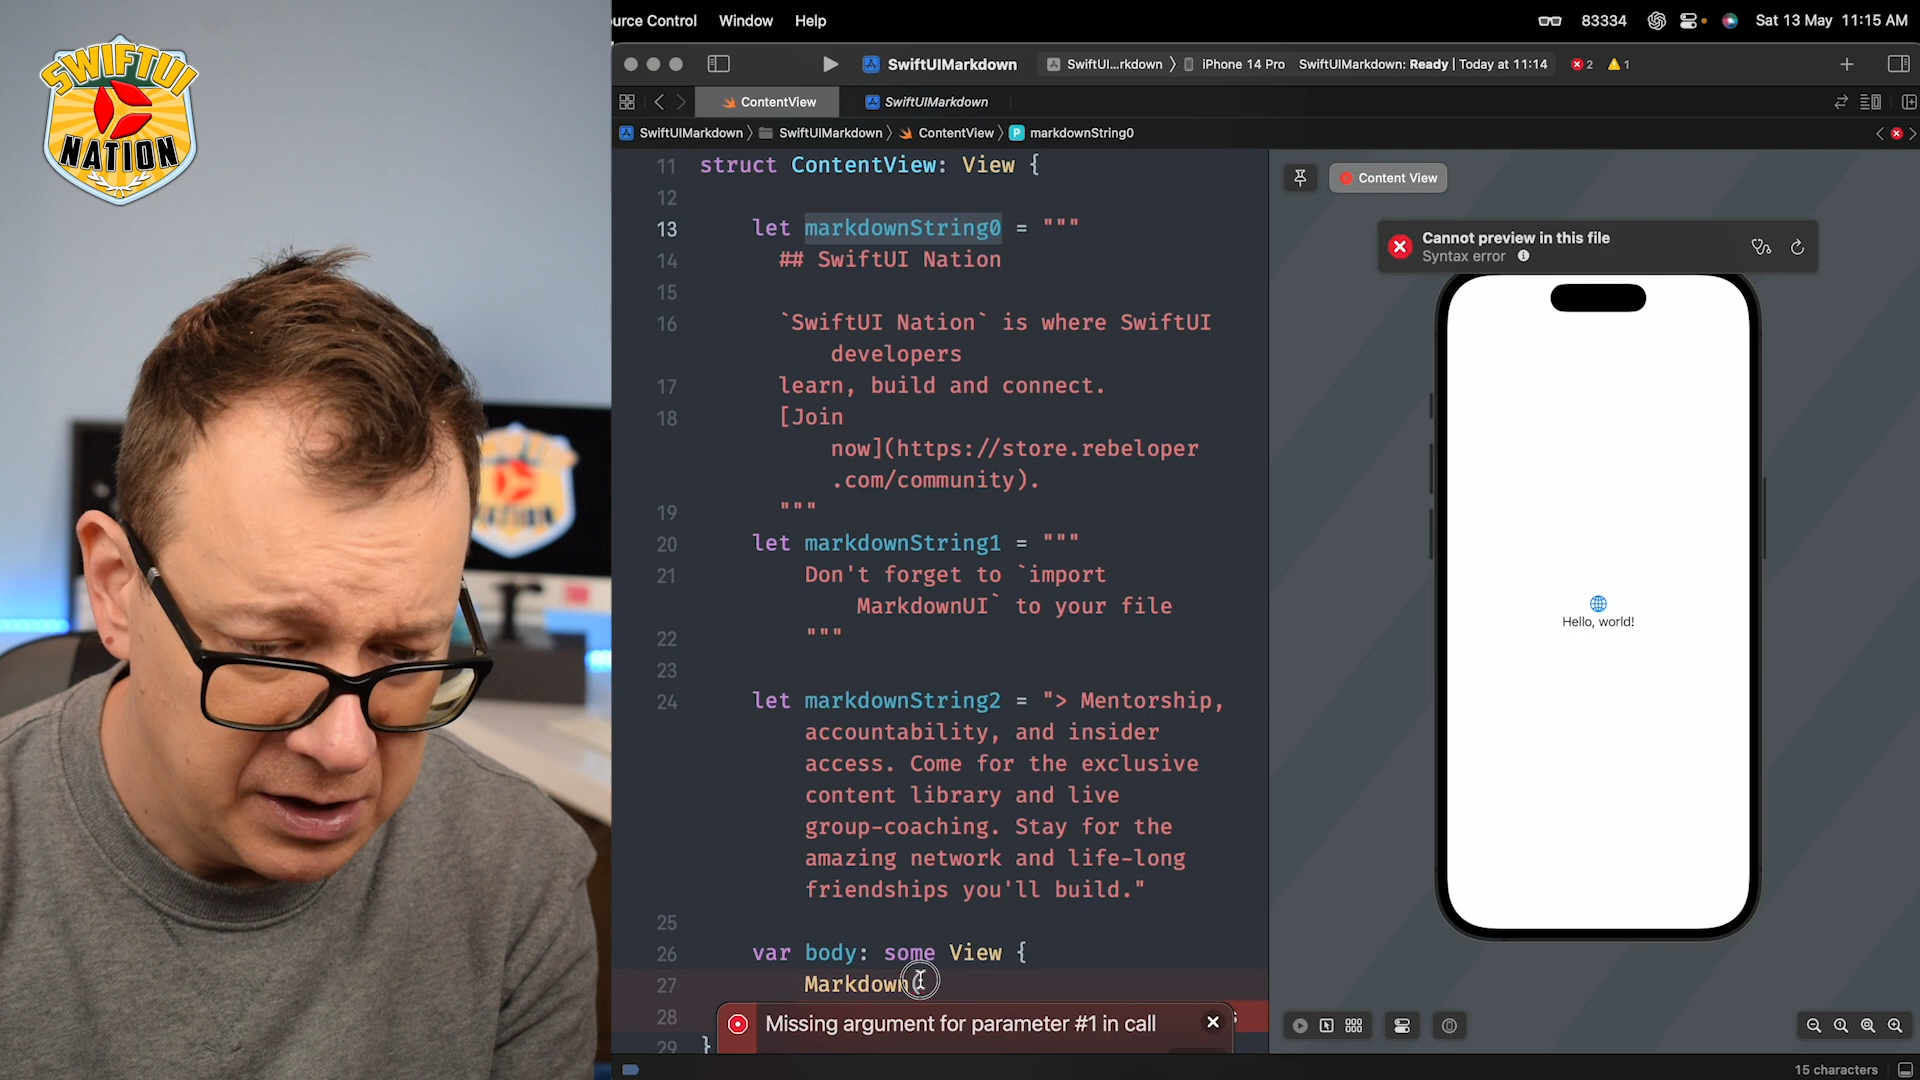 SWIFTUI
NATION
urce Control Window Help
83334 Sat 13 May 11:15 AM
SwiftUIMarkdown SwiftUI...rkdown 〉 iPhone 14 Pro SwiftUIMarkdown: Ready | Today at 11:14 2 1
ContentView SwiftUIMarkdown
SwiftUIMarkdown 〉 SwiftUIMarkdown 〉 ContentView 〉 P markdownString0
11 struct ContentView: View {
12
13 let markdownString0 = """
14 ## SwiftUI Nation
15
16 `SwiftUI Nation` is where SwiftUI
developers
17 learn, build and connect.
18 [Join
now](https://store.rebeloper
.com/community).
19 """
20 let markdownString1 = """
21 Don't forget to `import
MarkdownUI` to your file
22 """
23
24 let markdownString2 = "> Mentorship,
accountability, and insider
access. Come for the exclusive
content library and live
group-coaching. Stay for the
amazing network and life-long
friendships you'll build."
25
26 var body: some View {
27 Markdown(
28 Missing argument for parameter #1 in call
29 }
Content View
Cannot preview in this file
Syntax error
Hello, world!
15 characters